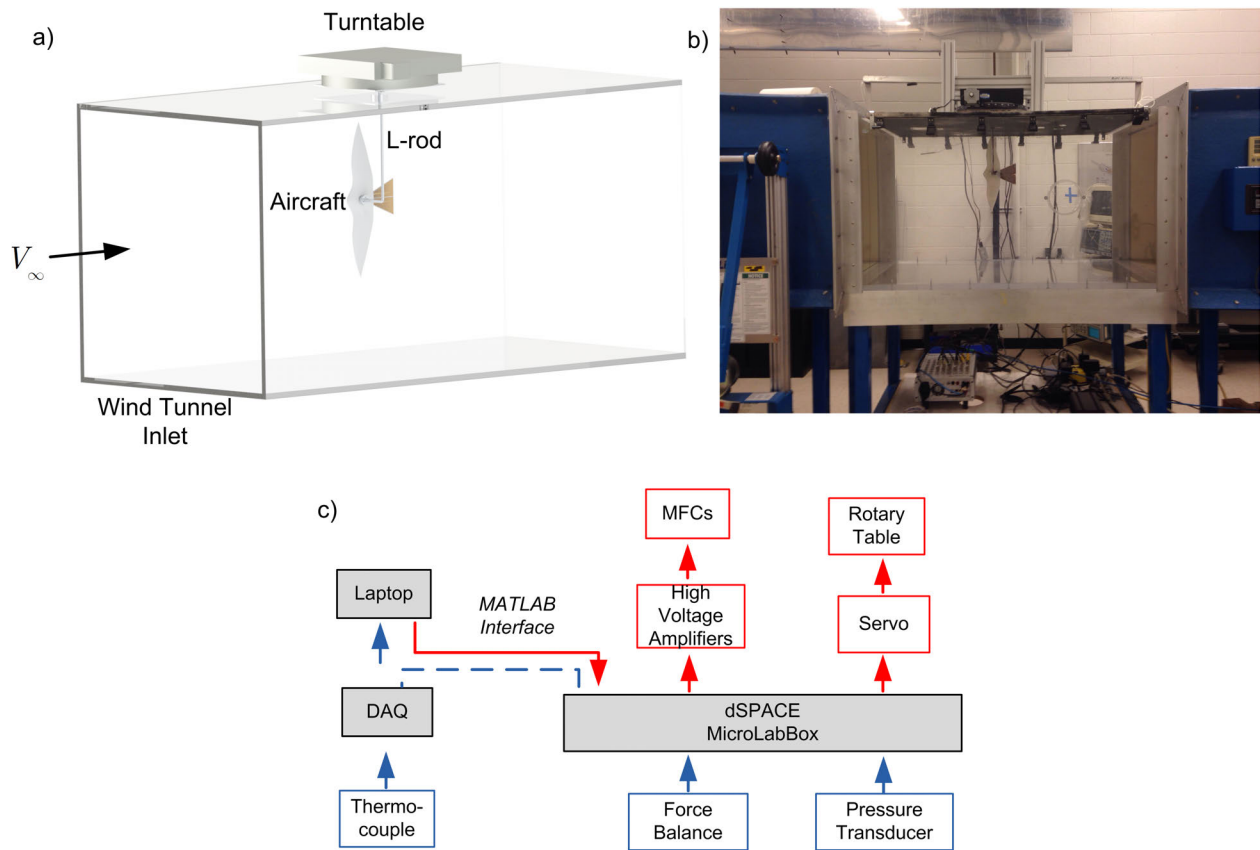 a)
Turntable
L-rod
Aircraft
V∞
Wind Tunnel
Inlet
b)
NOTICE
c)
MFCs
Rotary
Table
Laptop
MATLAB
Interface
High
Voltage
Amplifiers
Servo
DAQ
dSPACE
MicroLabBox
Thermo-
couple
Force
Balance
Pressure
Transducer